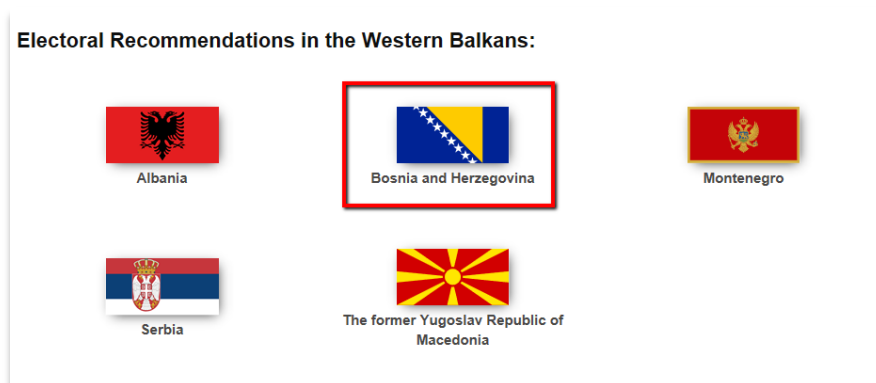 Electoral Recommendations in the Western Balkans:
Albania
Bosnia and Herzegovina
Montenegro
Serbia
The former Yugoslav Republic of
Macedonia